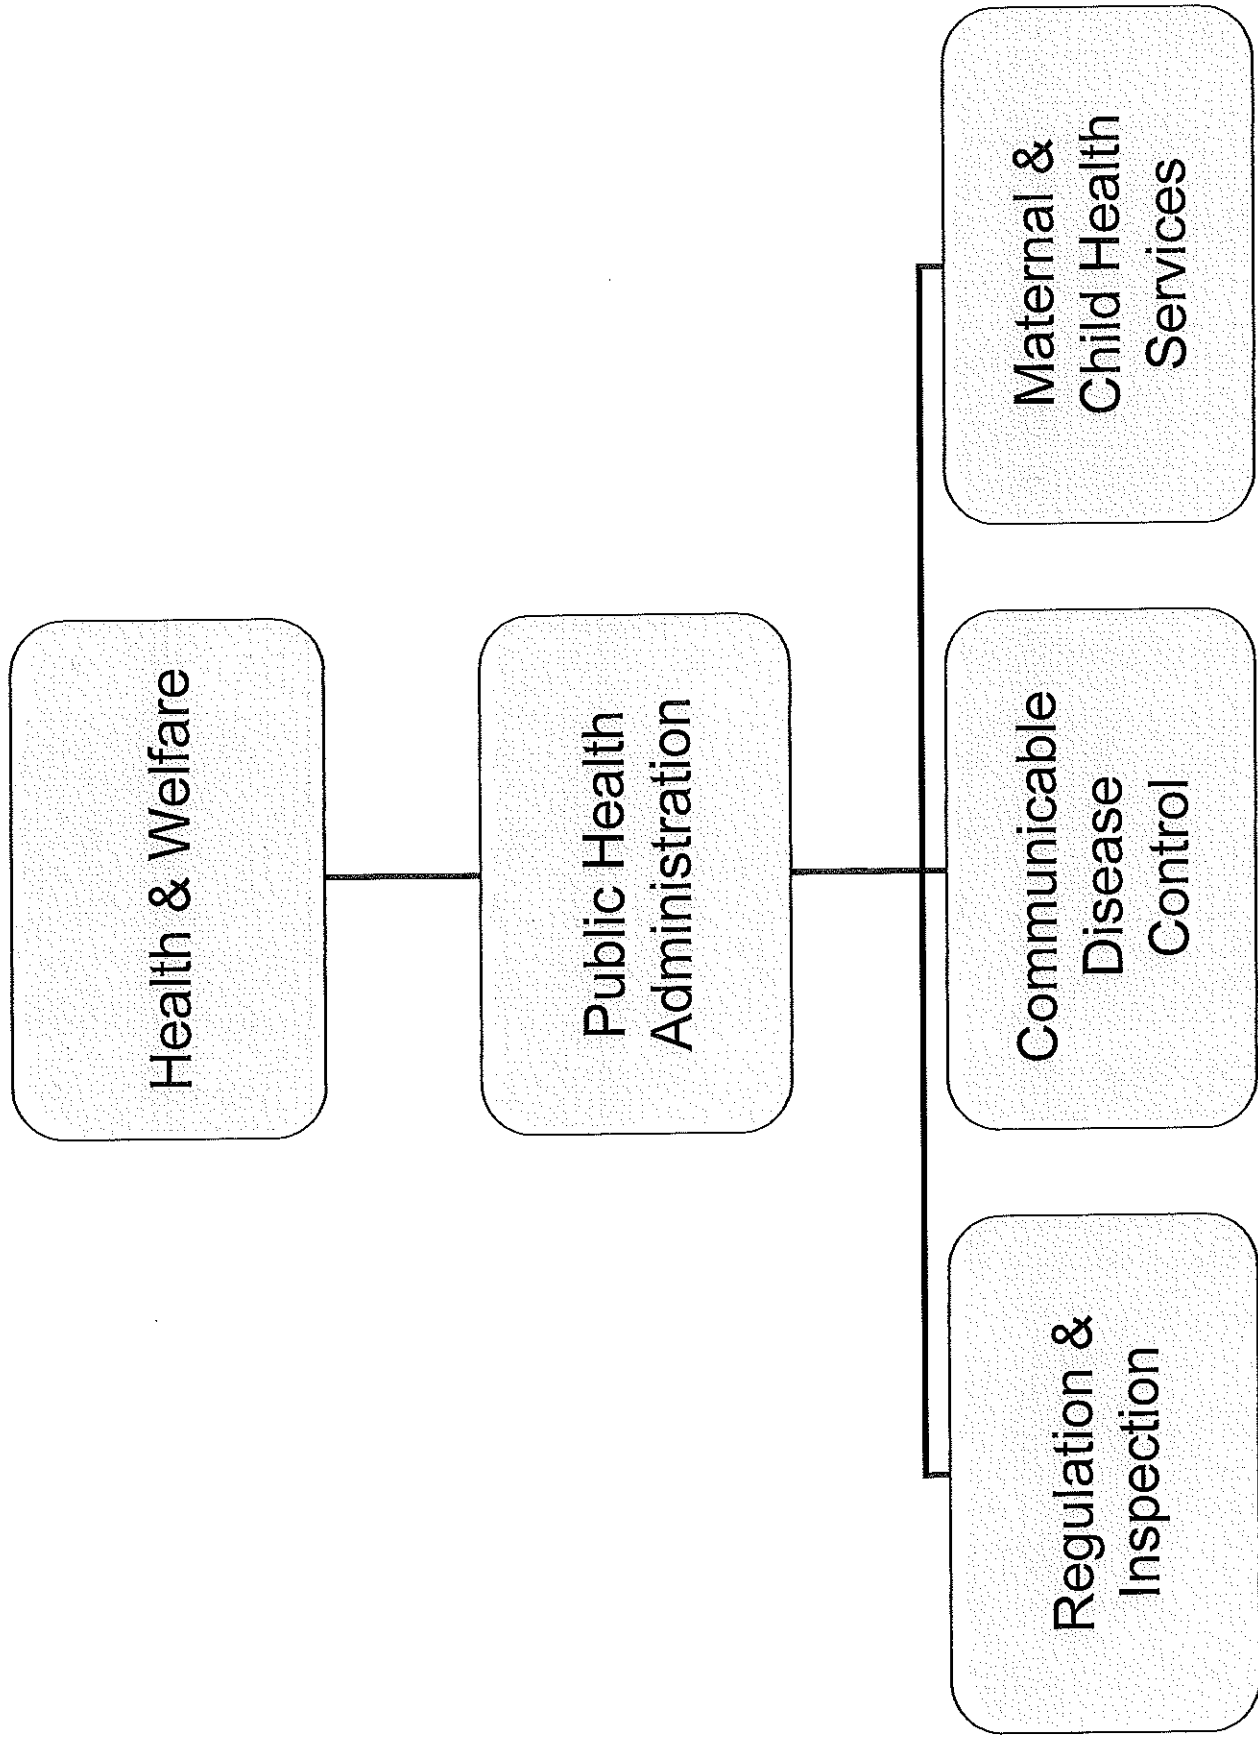 Health & Welfare
Public Health
Administration
Regulation &
Inspection
Communicable
Disease
Control
Maternal &
Child Health
Services